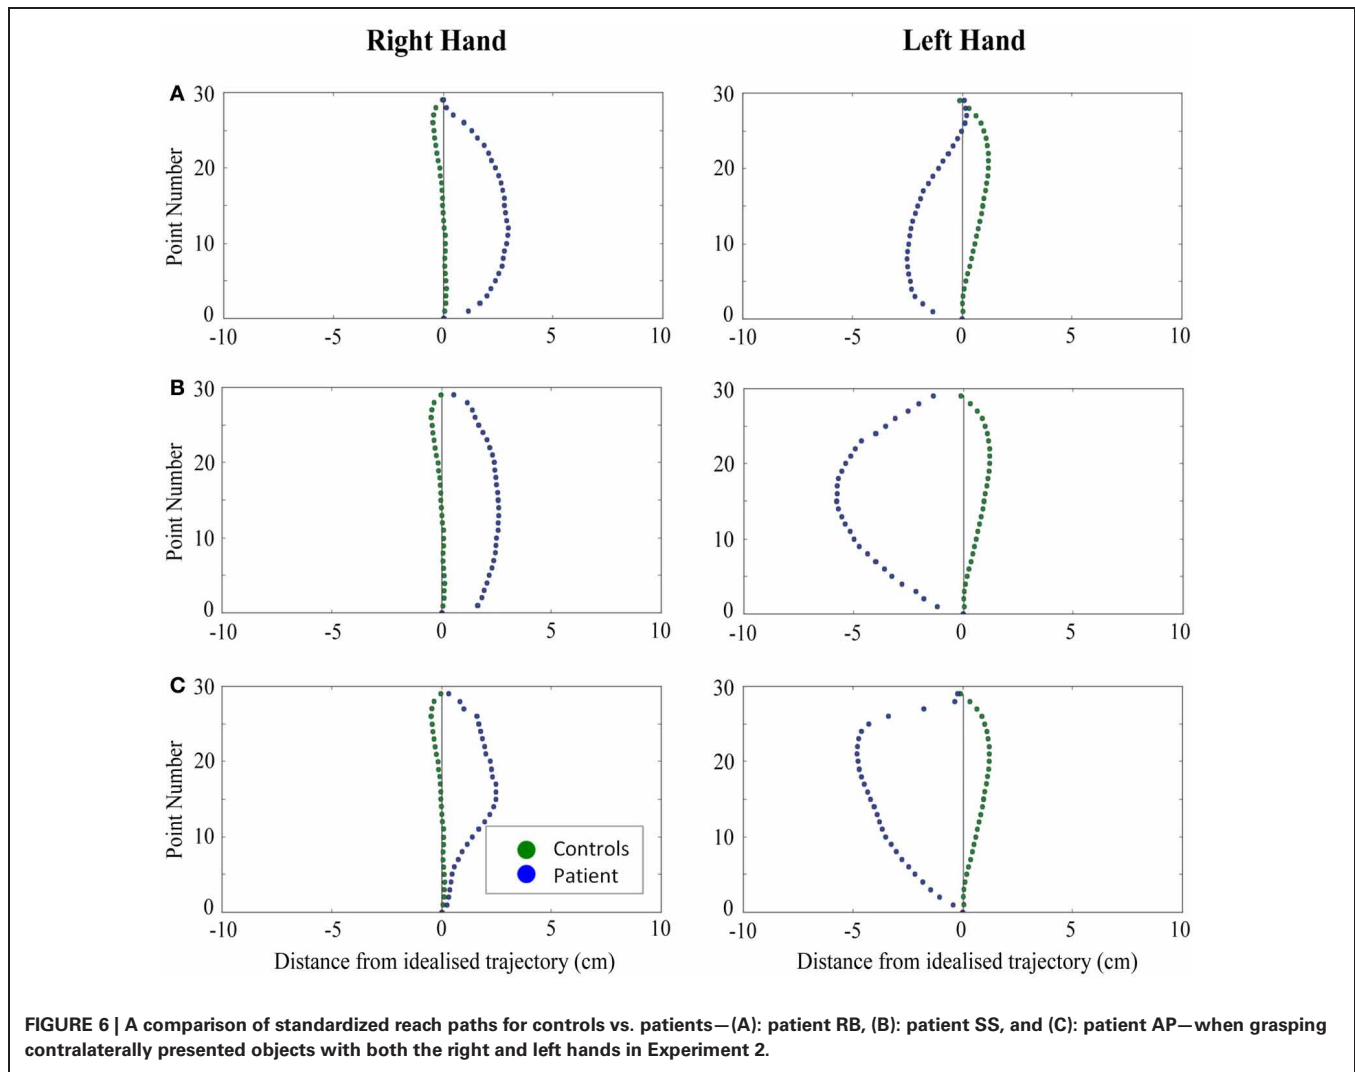 Right Hand
Left Hand
A
30
20
10
0
Point Number
-10 -5 0 5 10
30
20
10
0
-10 -5 0 5 10
B
30
20
10
0
Point Number
-10 -5 0 5 10
30
20
10
0
-10 -5 0 5 10
C
30
20
10
0
Point Number
Controls
Patient
-10 -5 0 5 10
Distance from idealised trajectory (cm)
30
20
10
0
-10 -5 0 5 10
Distance from idealised trajectory (cm)
FIGURE 6 | A comparison of standardized reach paths for controls vs. patients—(A): patient RB, (B): patient SS, and (C): patient AP—when grasping
contralaterally presented objects with both the right and left hands in Experiment 2.